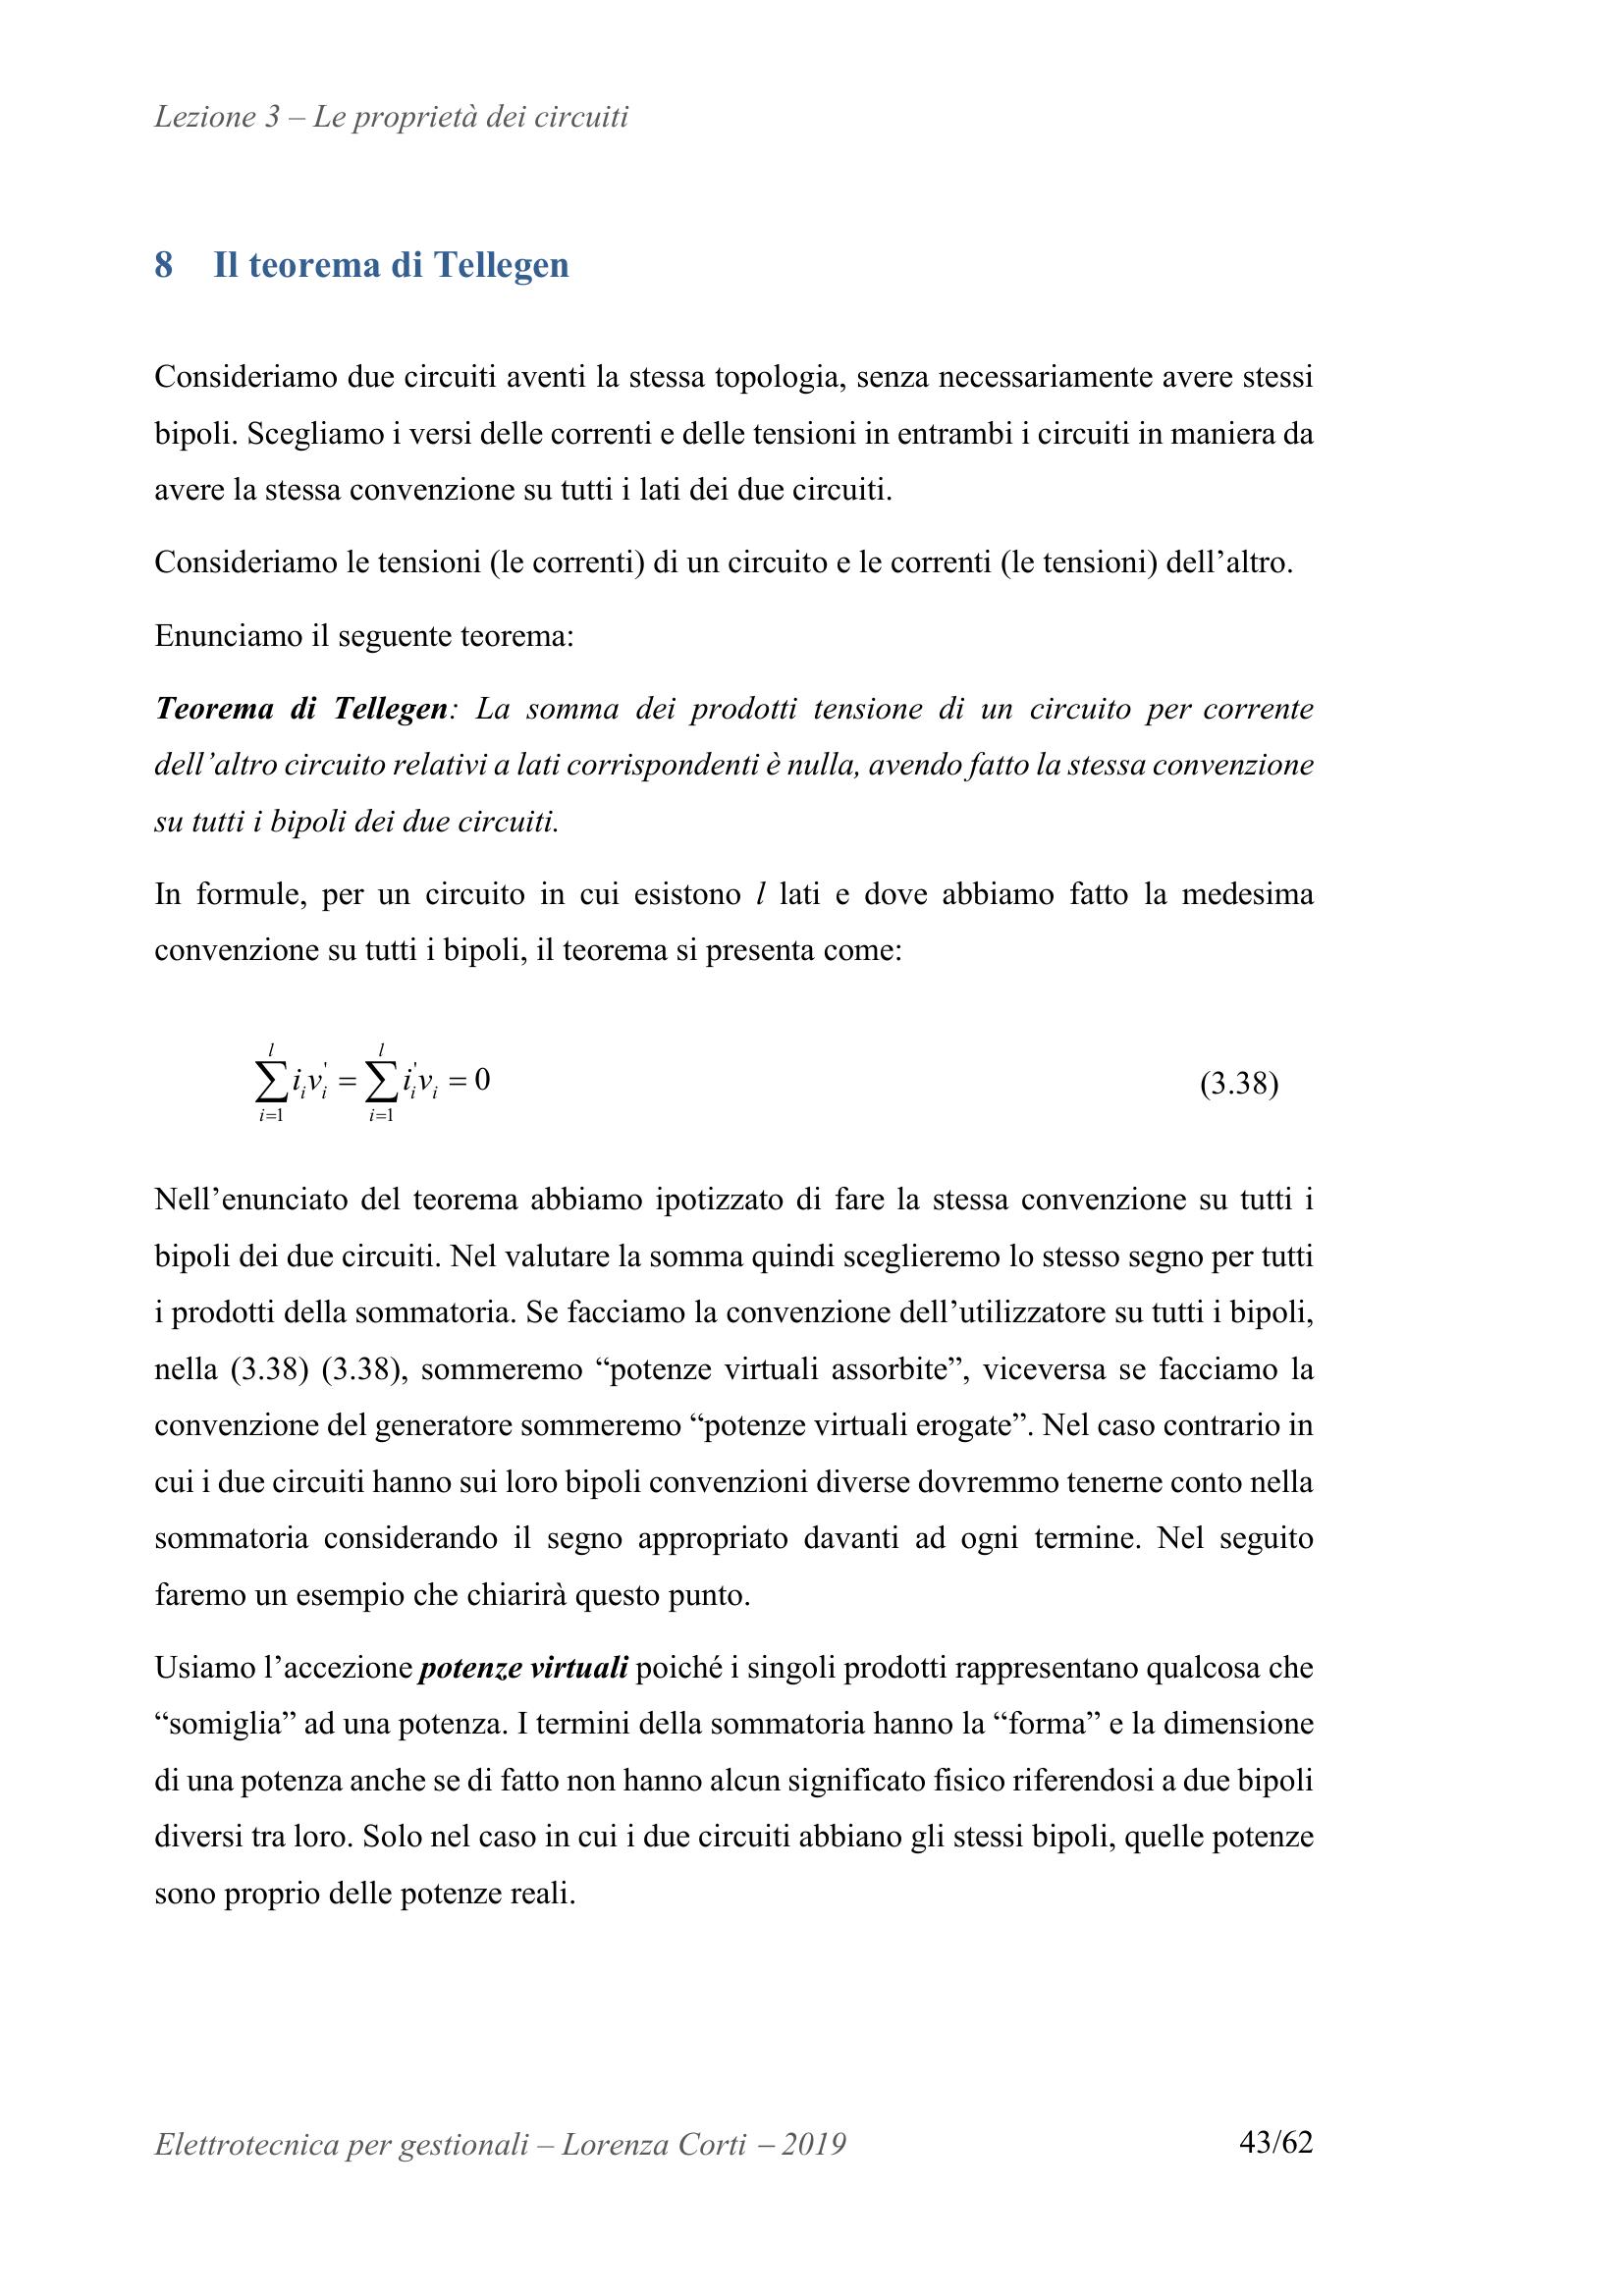 Lezione 3 – Le proprietà dei circuiti
8 Il teorema di Tellegen
Consideriamo due circuiti aventi la stessa topologia, senza necessariamente avere stessi
bipoli. Scegliamo i versi delle correnti e delle tensioni in entrambi i circuiti in maniera da
avere la stessa convenzione su tutti i lati dei due circuiti.
Consideriamo le tensioni (le correnti) di un circuito e le correnti (le tensioni) dell’altro.
Enunciamo il seguente teorema:
Teorema di Tellegen: La somma dei prodotti tensione di un circuito per corrente
dell’altro circuito relativi a lati corrispondenti è nulla, avendo fatto la stessa convenzione
su tutti i bipoli dei due circuiti.
In formule, per un circuito in cui esistono l lati e dove abbiamo fatto la medesima
convenzione su tutti i bipoli, il teorema si presenta come:
$\sum_{i=1}^{l} i_i v_i^{'} = \sum_{i=1}^{l} i_i^{'} v_i = 0$ (3.38)
Nell’enunciato del teorema abbiamo ipotizzato di fare la stessa convenzione su tutti i
bipoli dei due circuiti. Nel valutare la somma quindi sceglieremo lo stesso segno per tutti
i prodotti della sommatoria. Se facciamo la convenzione dell’utilizzatore su tutti i bipoli,
nella (3.38) (3.38), sommeremo “potenze virtuali assorbite”, viceversa se facciamo la
convenzione del generatore sommeremo “potenze virtuali erogate”. Nel caso contrario in
cui i due circuiti hanno sui loro bipoli convenzioni diverse dovremmo tenerne conto nella
sommatoria considerando il segno appropriato davanti ad ogni termine. Nel seguito
faremo un esempio che chiarirà questo punto.
Usiamo l’accezione potenze virtuali poiché i singoli prodotti rappresentano qualcosa che
“somiglia” ad una potenza. I termini della sommatoria hanno la “forma” e la dimensione
di una potenza anche se di fatto non hanno alcun significato fisico riferendosi a due bipoli
diversi tra loro. Solo nel caso in cui i due circuiti abbiano gli stessi bipoli, quelle potenze
sono proprio delle potenze reali.
Elettrotecnica per gestionali – Lorenza Corti – 2019 43/62